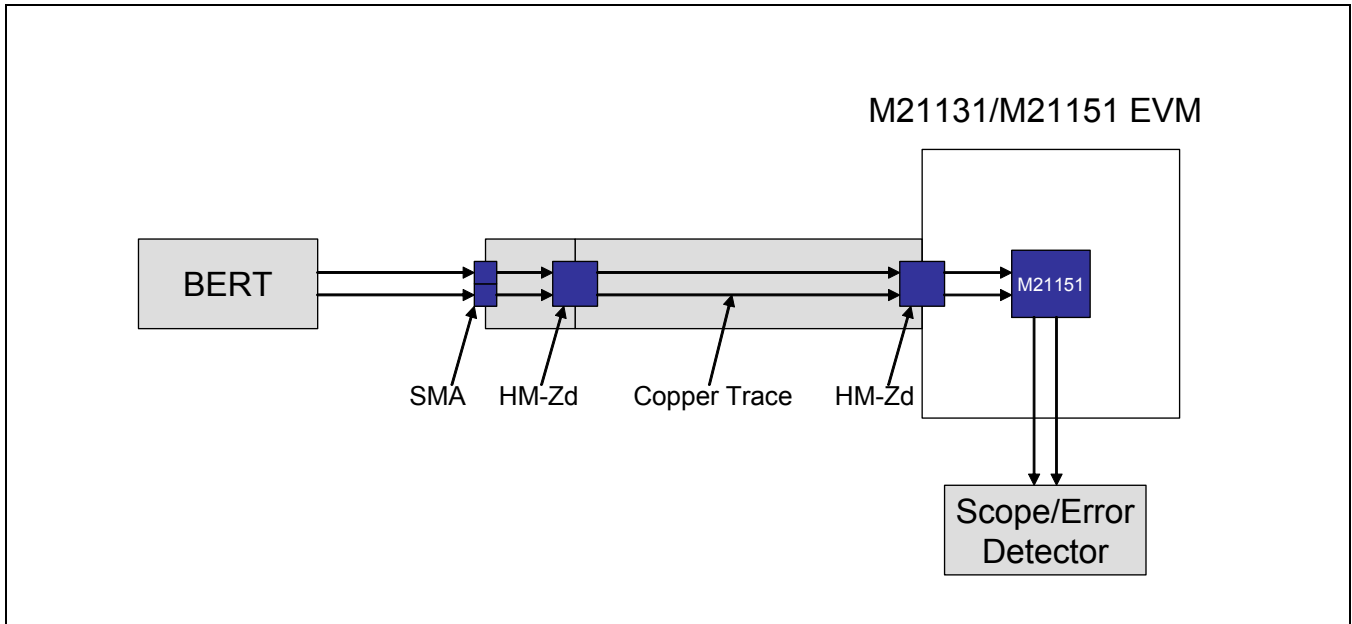 M21131/M21151 EVM
BERT
M21151
SMA
HM-Zd
Copper Trace
HM-Zd
Scope/Error
Detector